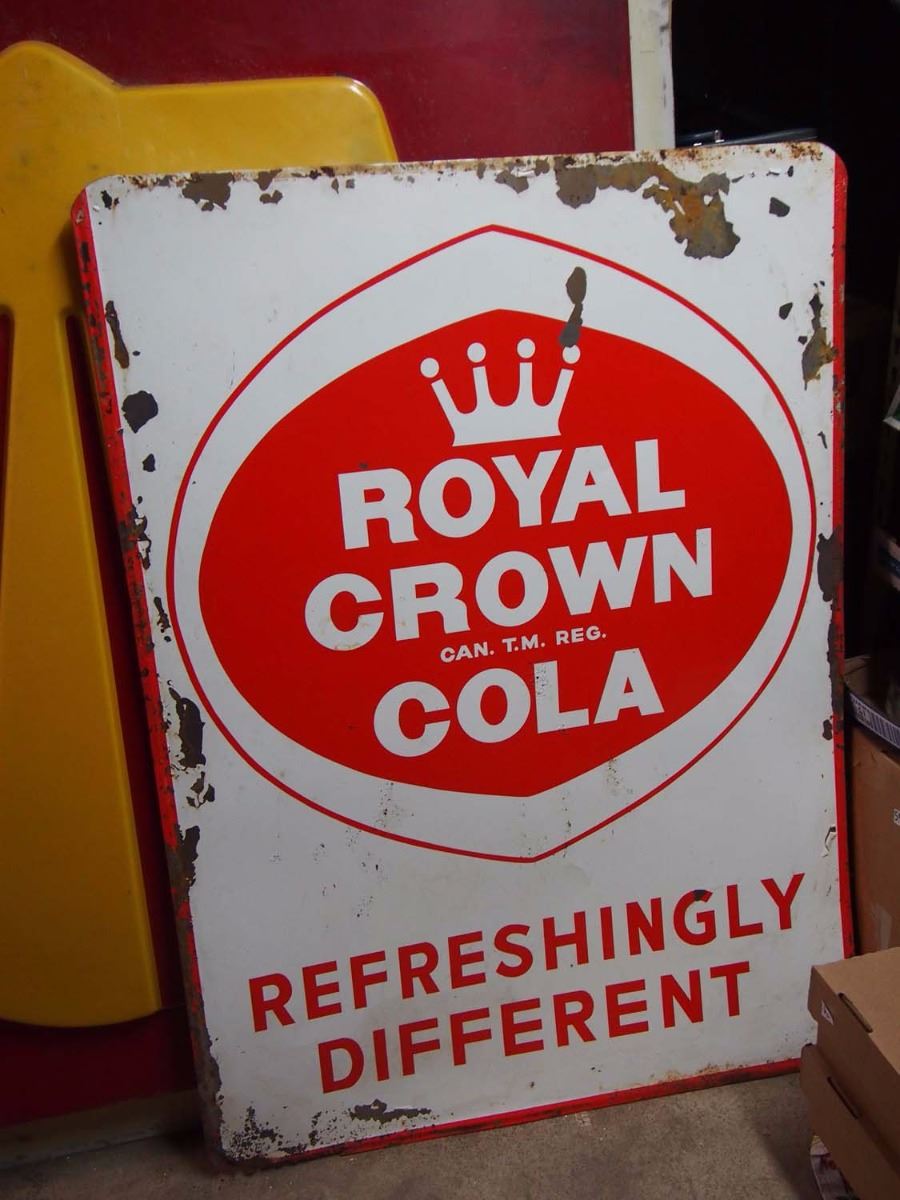 ROYAL
CROWN
CAN. T.M. REG.
COLA
REFRESHINGLY
DIFFERENT